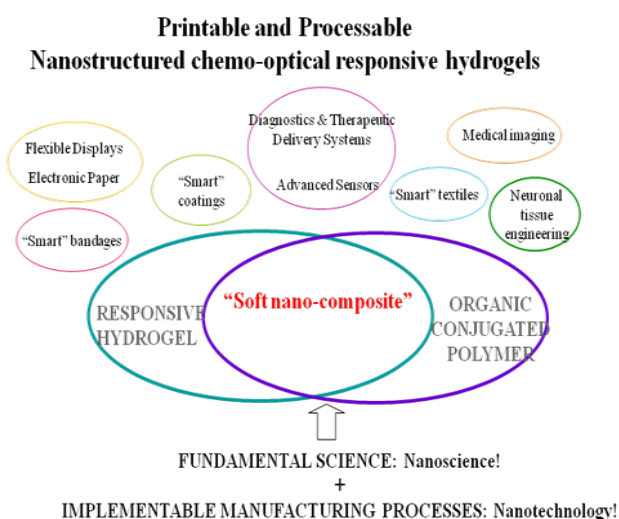 Printable and Processable
Nanostructured chemo-optical responsive hydrogels
Diagnostics & Therapeutic
Delivery Systems
Advanced Sensors
Medical imaging
Flexible Displays
Electronic Paper
“Smart”
coatings
“Smart” textiles
Neuronal
tissue
engineering
“Smart” bandages
RESPONSIVE
HYDROGEL
“Soft nano-composite”
ORGANIC
CONJUGATED
POLYMER
FUNDAMENTAL SCIENCE: Nanoscience!
+
IMPLEMENTABLE MANUFACTURING PROCESSES: Nanotechnology!